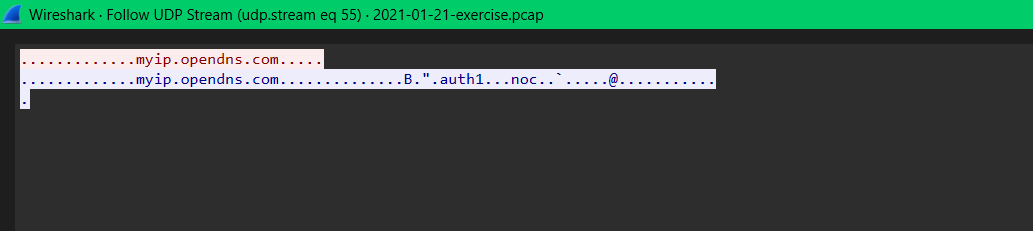 Wireshark · Follow UDP Stream (udp.stream eq 55) · 2021-01-21-exercise.pcap
.............myip.opendns.com.....
.............myip.opendns.com..............B.".auth1...noc..`.....@...........
.